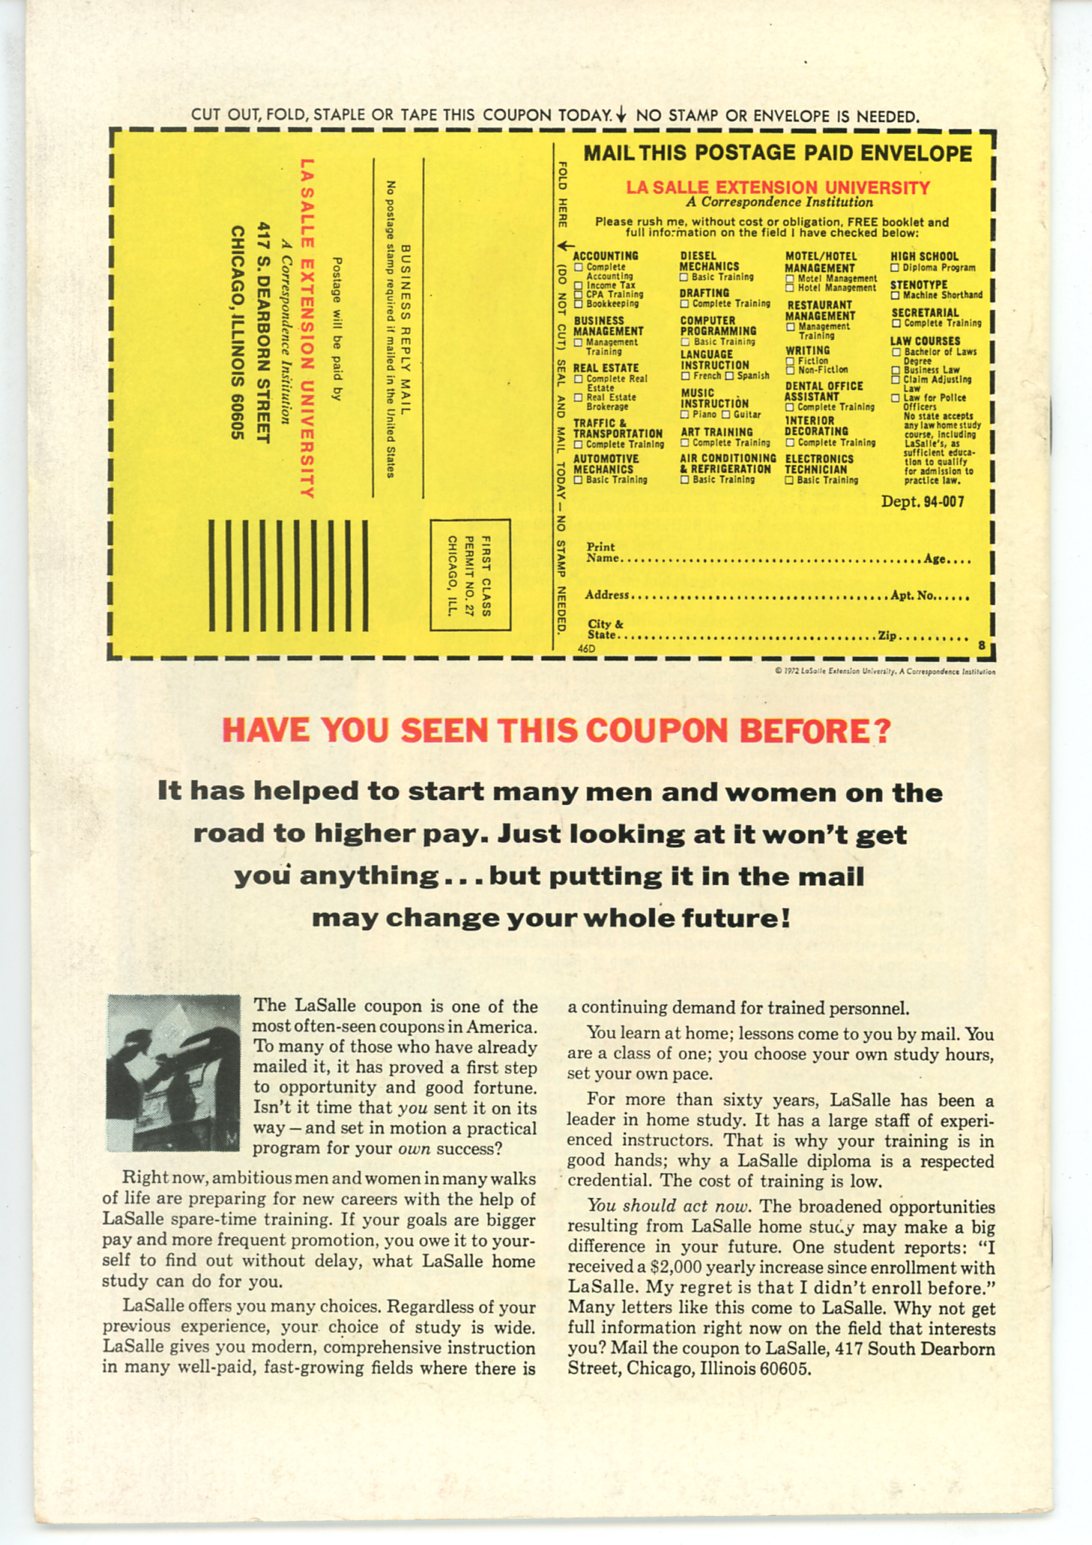 CUT OUT, FOLD, STAPLE OR TAPE THIS COUPON TODAY.↓ NO STAMP OR ENVELOPE IS NEEDED.
LA SALLE EXTENSION UNIVERSITY
A Correspondence Institution
417 S. DEARBORN STREET
CHICAGO, ILLINOIS 60605
Postage will be paid by
BUSINESS REPLY MAIL
No postage stamp required if mailed in the United States
FIRST CLASS
PERMIT NO. 27
CHICAGO, ILL.
FOLD HERE → (DO NOT CUT) SEAL AND MAIL TODAY — NO STAMP NEEDED.
MAIL THIS POSTAGE PAID ENVELOPE
LA SALLE EXTENSION UNIVERSITY
A Correspondence Institution
Please rush me, without cost or obligation, FREE booklet and
full information on the field I have checked below:
ACCOUNTING
☐ Complete
Accounting
☐ Income Tax
☐ CPA Training
☐ Bookkeeping
BUSINESS
MANAGEMENT
☐ Management
Training
REAL ESTATE
☐ Complete Real
Estate
☐ Real Estate
Brokerage
TRAFFIC &
TRANSPORTATION
☐ Complete Training
AUTOMOTIVE
MECHANICS
☐ Basic Training
DIESEL
MECHANICS
☐ Basic Training
DRAFTING
☐ Complete Training
COMPUTER
PROGRAMMING
☐ Basic Training
LANGUAGE
INSTRUCTION
☐ French ☐ Spanish
MUSIC
INSTRUCTION
☐ Piano ☐ Guitar
ART TRAINING
☐ Complete Training
AIR CONDITIONING
& REFRIGERATION
☐ Basic Training
MOTEL/HOTEL
MANAGEMENT
☐ Motel Management
☐ Hotel Management
RESTAURANT
MANAGEMENT
☐ Management
Training
WRITING
☐ Fiction
☐ Non-Fiction
DENTAL OFFICE
ASSISTANT
☐ Complete Training
INTERIOR
DECORATING
☐ Complete Training
ELECTRONICS
TECHNICIAN
☐ Basic Training
HIGH SCHOOL
☐ Diploma Program
STENOTYPE
☐ Machine Shorthand
SECRETARIAL
☐ Complete Training
LAW COURSES
☐ Bachelor of Laws
Degree
☐ Business Law
☐ Claim Adjusting
Law
☐ Law for Police
Officers
No state accepts
any law home study
course, including
LaSalle's, as
sufficient educa-
tion to qualify
for admission to
practice law.
Dept. 94-007
Print
Name.............................................Age....
Address.......................................Apt. No......
City &
State.......................................Zip..........
46D
8
© 1972 LaSalle Extension University. A Correspondence Institution
HAVE YOU SEEN THIS COUPON BEFORE?
It has helped to start many men and women on the
road to higher pay. Just looking at it won't get
you anything...but putting it in the mail
may change your whole future!
The LaSalle coupon is one of the
most often-seen coupons in America.
To many of those who have already
mailed it, it has proved a first step
to opportunity and good fortune.
Isn't it time that you sent it on its
way—and set in motion a practical
program for your own success?
Right now, ambitious men and women in many walks
of life are preparing for new careers with the help of
LaSalle spare-time training. If your goals are bigger
pay and more frequent promotion, you owe it to your-
self to find out without delay, what LaSalle home
study can do for you.
LaSalle offers you many choices. Regardless of your
previous experience, your choice of study is wide.
LaSalle gives you modern, comprehensive instruction
in many well-paid, fast-growing fields where there is
a continuing demand for trained personnel.
You learn at home; lessons come to you by mail. You
are a class of one; you choose your own study hours,
set your own pace.
For more than sixty years, LaSalle has been a
leader in home study. It has a large staff of experi-
enced instructors. That is why your training is in
good hands; why a LaSalle diploma is a respected
credential. The cost of training is low.
You should act now. The broadened opportunities
resulting from LaSalle home study may make a big
difference in your future. One student reports: “I
received a $2,000 yearly increase since enrollment with
LaSalle. My regret is that I didn't enroll before.”
Many letters like this come to LaSalle. Why not get
full information right now on the field that interests
you? Mail the coupon to LaSalle, 417 South Dearborn
Street, Chicago, Illinois 60605.